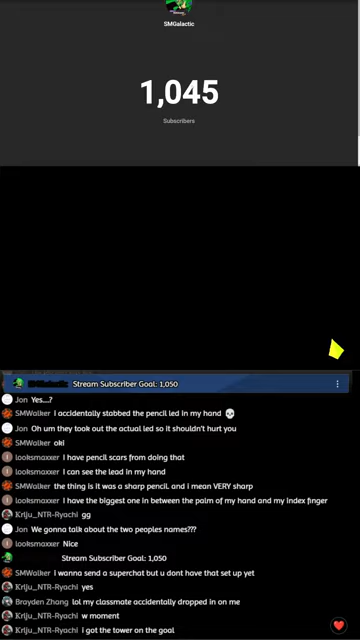 SMGalactic
1,045
Subscribers
SMGalactic Stream Subscriber Goal: 1,050
Jon Yes....?
SMWalker I accidentally stabbed the pencil led in my hand 💀
Jon Oh um they took out the actual led so it shouldn't hurt you
SMWalker oki
looksmaxxer I have pencil scars from doing that
looksmaxxer I can see the lead in my hand
SMWalker the thing is it was a sharp pencil and i mean VERY sharp
looksmaxxer I have the biggest one in between the palm of my hand and my index finger
Krlju_NTR-Ryachi gg
Jon We gonna talk about the two peoples names???
looksmaxxer Nice
Stream Subscriber Goal: 1,050
SMWalker I wanna send a superchat but u dont have that set up yet
Krlju_NTR-Ryachi yes
Brayden Zhang lol my classmate accidentally dropped in on me
Krlju_NTR-Ryachi w moment
Krlju_NTR-Ryachi i got the tower on the goal